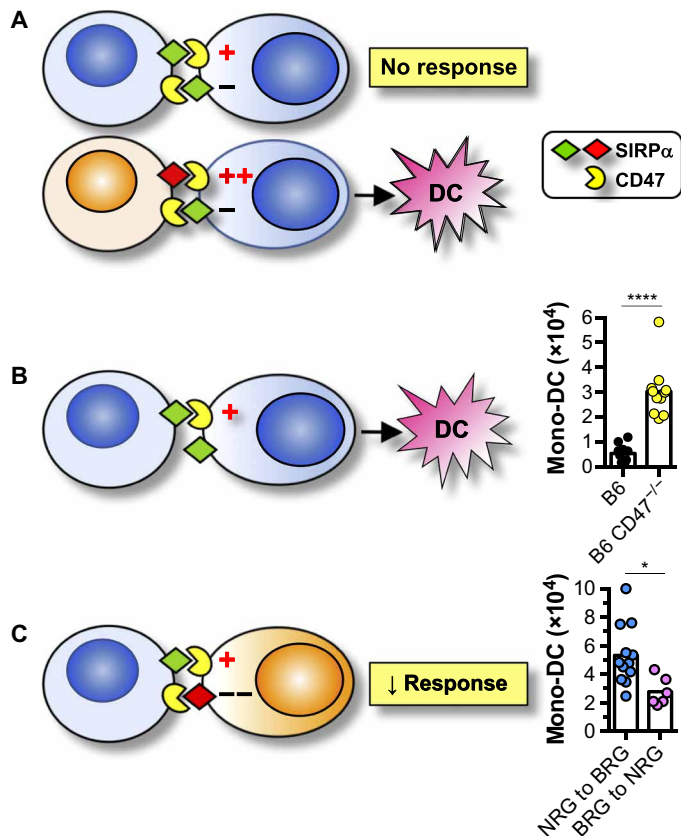 A
+
−
No response
++
−
DC
SIRPα
CD47
B
+
DC
Mono-DC (×10⁴)
6
5
4
3
2
1
0
****
B6
B6 CD47⁻/⁻
C
+
−−
↓ Response
Mono-DC (×10⁴)
10
8
6
4
2
0
*
NRG to BRG
BRG to NRG